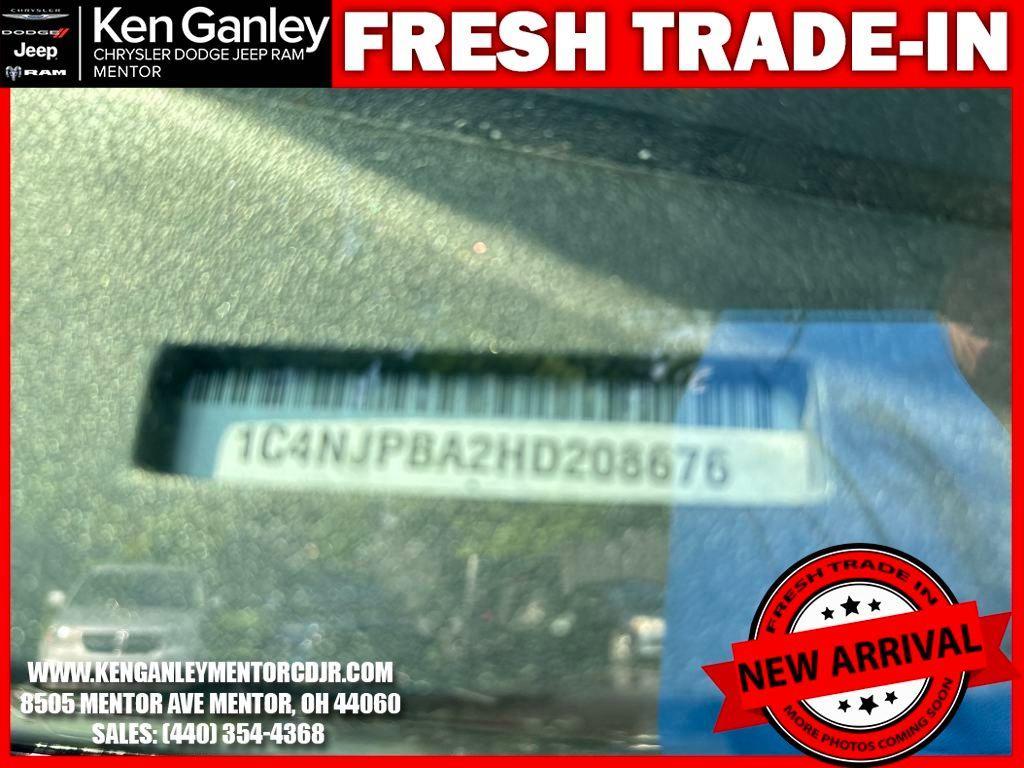 CHRYSLER
DODGE
Jeep
RAM
Ken Ganley
CHRYSLER DODGE JEEP RAM
MENTOR
FRESH TRADE-IN
1C4NJPBA2HD208676
WWW.KENGANLEYMENTORCDJR.COM
8505 MENTOR AVE MENTOR, OH 44060
SALES: (440) 354-4368
FRESH TRADE IN
NEW ARRIVAL
MORE PHOTOS COMING SOON